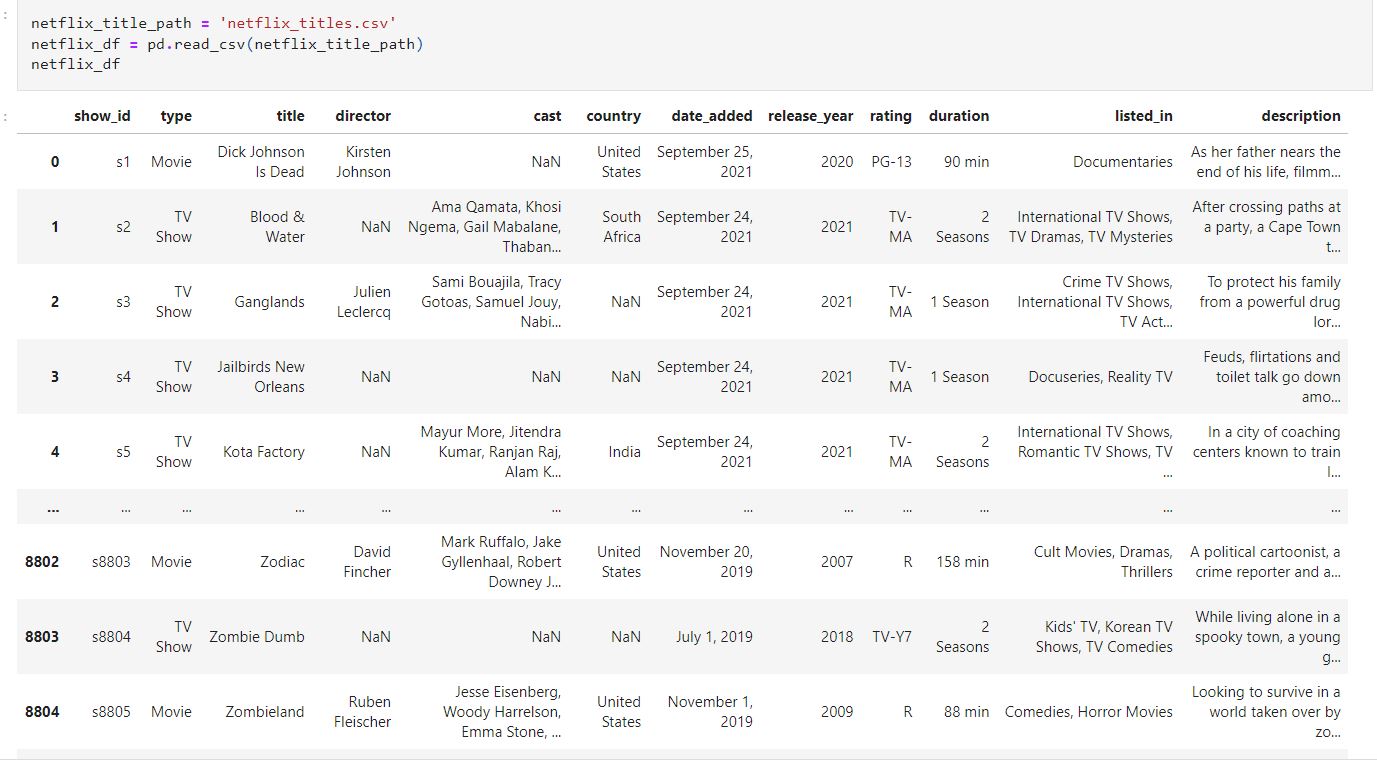 netflix_title_path = 'netflix_titles.csv'
netflix_df = pd.read_csv(netflix_title_path)
netflix_df
show_id type title director cast country date_added release_year rating duration listed_in description
0 s1 Movie Dick Johnson Is Dead Kirsten Johnson NaN United States September 25, 2021 2020 PG-13 90 min Documentaries As her father nears the end of his life, filmm...
1 s2 TV Show Blood & Water NaN Ama Qamata, Khosi Ngema, Gail Mabalane, Thaban... South Africa September 24, 2021 2021 TV-MA 2 Seasons International TV Shows, TV Dramas, TV Mysteries After crossing paths at a party, a Cape Town t...
2 s3 TV Show Ganglands Julien Leclercq Sami Bouajila, Tracy Gotoas, Samuel Jouy, Nabi... NaN September 24, 2021 2021 TV-MA 1 Season Crime TV Shows, International TV Shows, TV Act... To protect his family from a powerful drug lor...
3 s4 TV Show Jailbirds New Orleans NaN NaN NaN September 24, 2021 2021 TV-MA 1 Season Docuseries, Reality TV Feuds, flirtations and toilet talk go down amo...
4 s5 TV Show Kota Factory NaN Mayur More, Jitendra Kumar, Ranjan Raj, Alam K... India September 24, 2021 2021 TV-MA 2 Seasons International TV Shows, Romantic TV Shows, TV ... In a city of coaching centers known to train l...
... ... ... ... ... ... ... ... ... ... ... ... ...
8802 s8803 Movie Zodiac David Fincher Mark Ruffalo, Jake Gyllenhaal, Robert Downey J... United States November 20, 2019 2007 R 158 min Cult Movies, Dramas, Thrillers A political cartoonist, a crime reporter and a...
8803 s8804 TV Show Zombie Dumb NaN NaN NaN July 1, 2019 2018 TV-Y7 2 Seasons Kids' TV, Korean TV Shows, TV Comedies While living alone in a spooky town, a young g...
8804 s8805 Movie Zombieland Ruben Fleischer Jesse Eisenberg, Woody Harrelson, Emma Stone, ... United States November 1, 2019 2009 R 88 min Comedies, Horror Movies Looking to survive in a world taken over by zo...